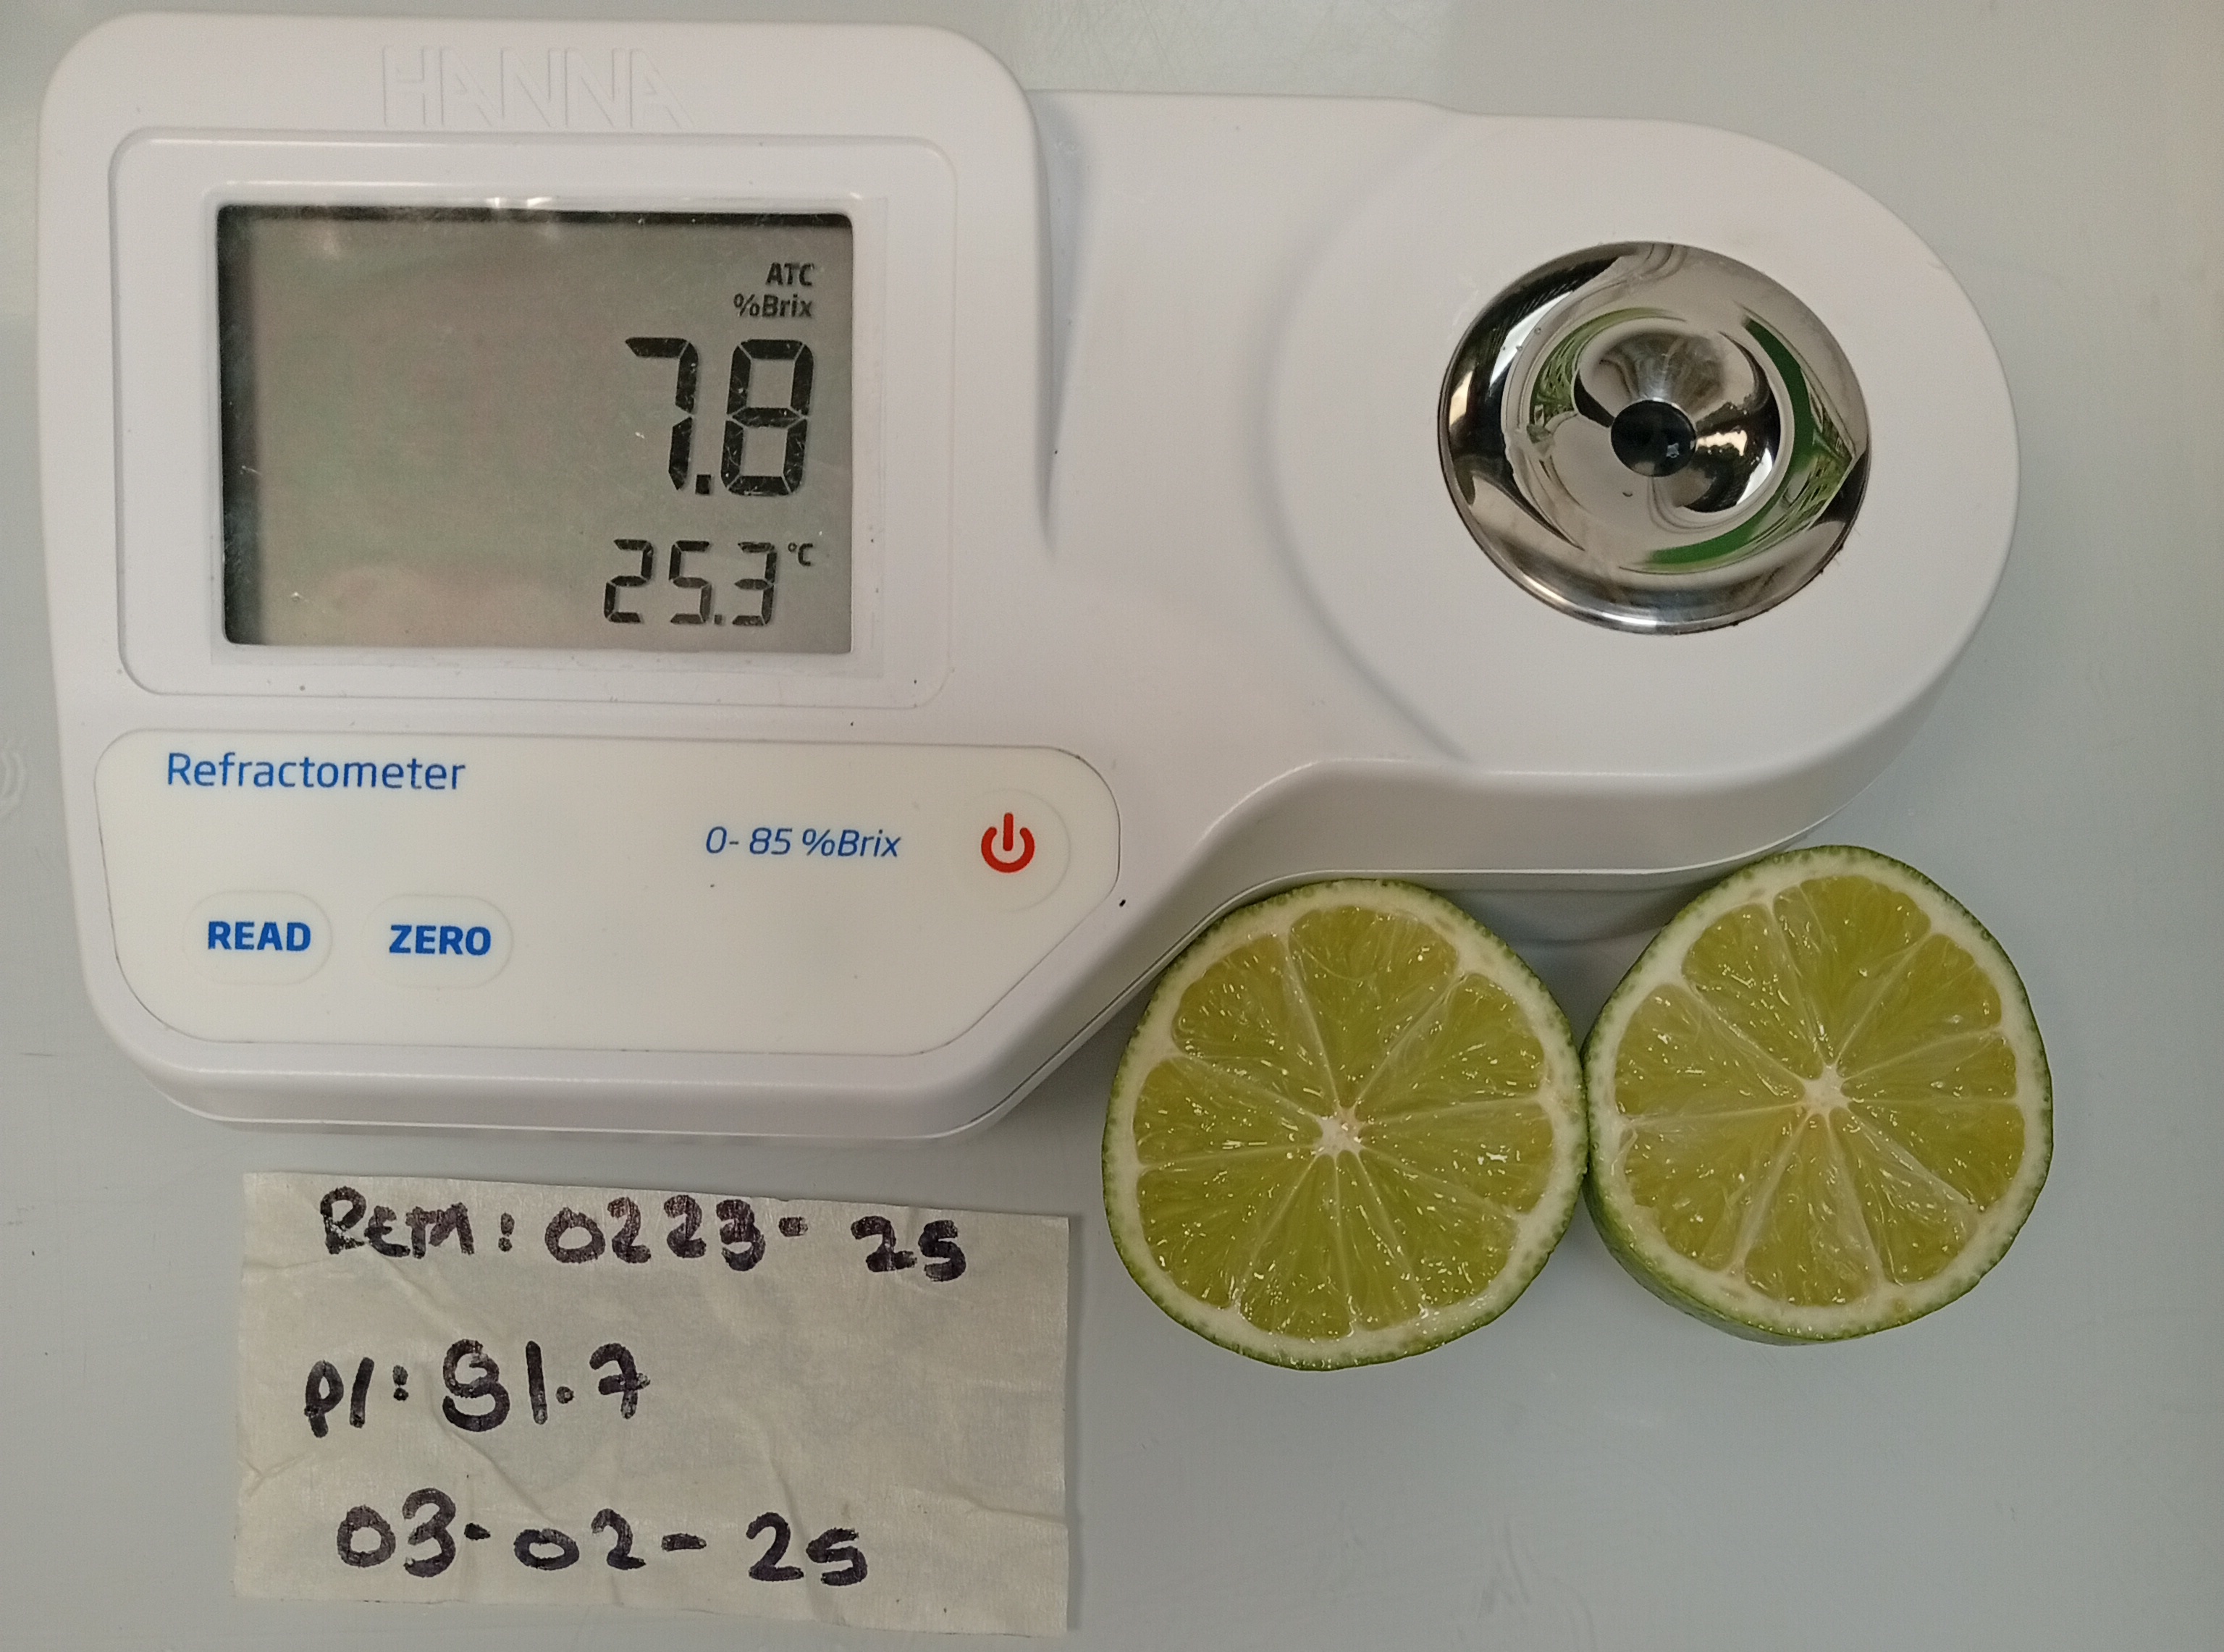 HANNA
ATC
%Brix
7.8
25.3 °C
Refractometer
0-85 %Brix
READ ZERO
REM: 0223-25
P1: 81.7
03-02-25